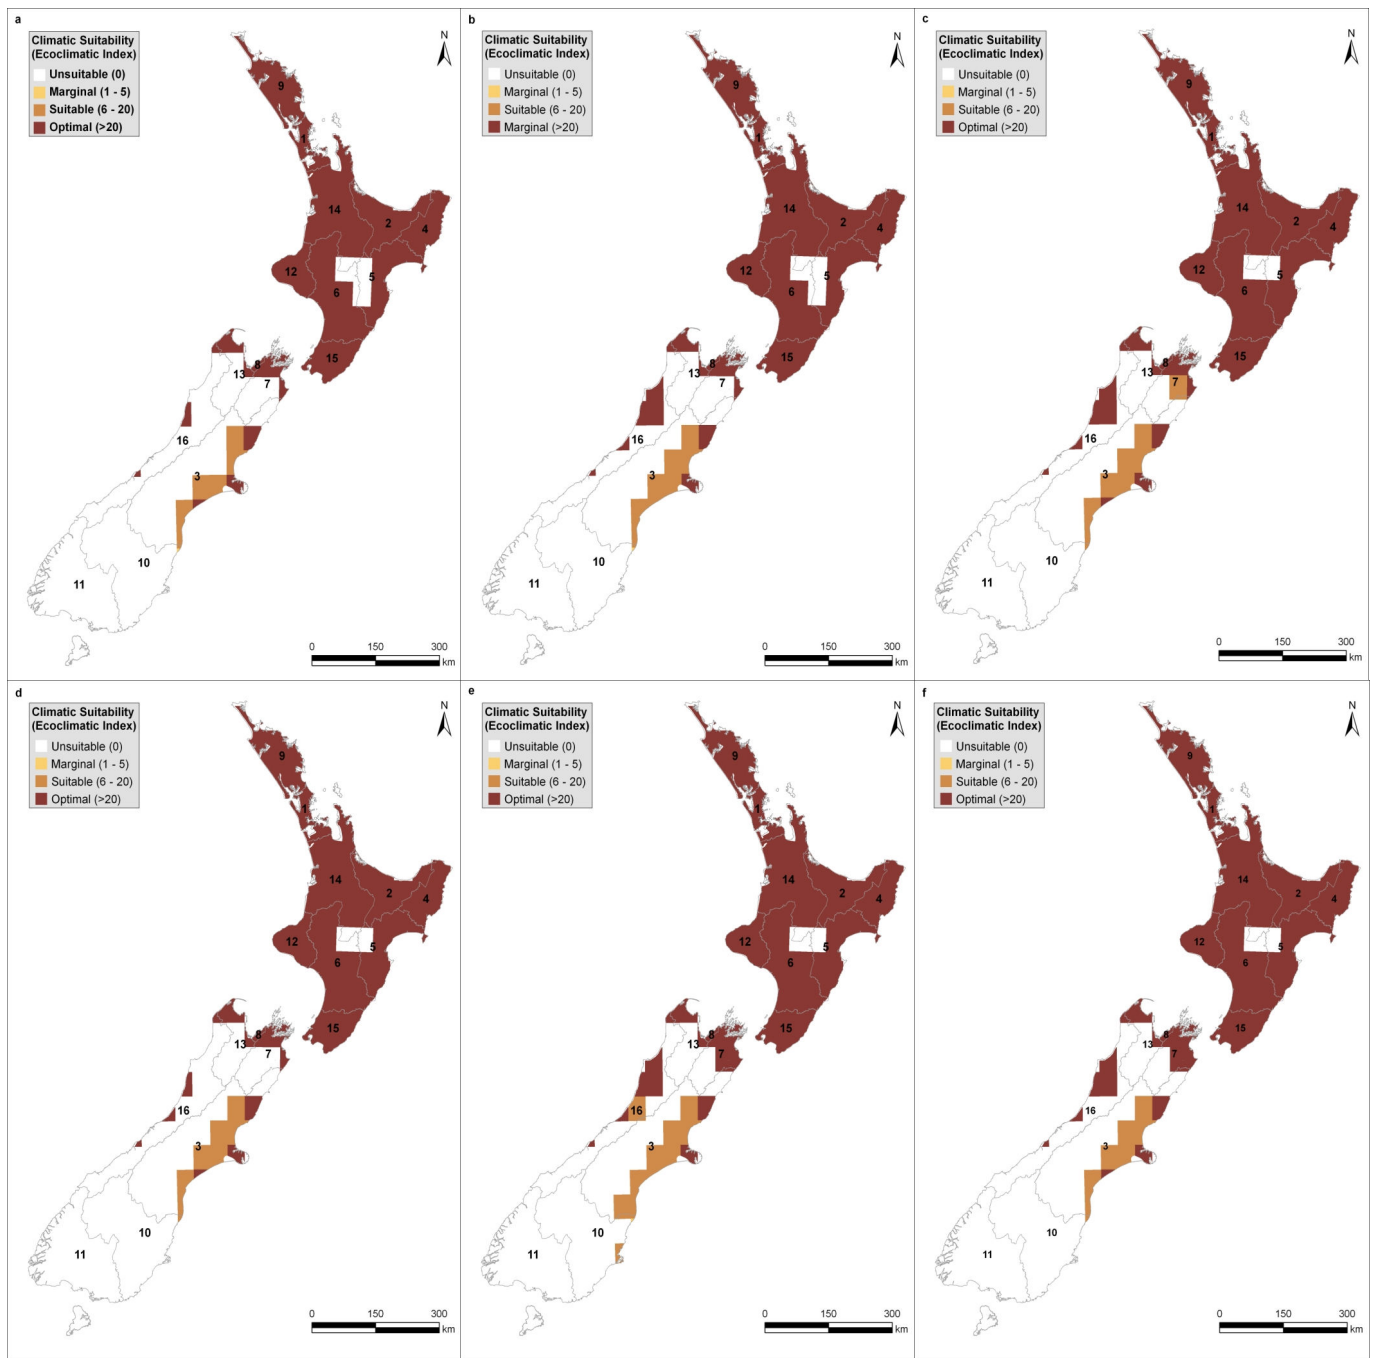 a
Climatic Suitability
(Ecoclimatic Index)
Unsuitable (0)
Marginal (1 - 5)
Suitable (6 - 20)
Optimal (>20)
N
9
1
14
2
4
12
5
6
15
8
13
7
16
3
10
11
0 150 300
km
b
Climatic Suitability
(Ecoclimatic Index)
Unsuitable (0)
Marginal (1 - 5)
Suitable (6 - 20)
Marginal (>20)
N
9
1
14
2
4
12
5
6
15
8
13
7
16
3
10
11
0 150 300
km
c
Climatic Suitability
(Ecoclimatic Index)
Unsuitable (0)
Marginal (1 - 5)
Suitable (6 - 20)
Optimal (>20)
N
9
1
14
2
4
12
5
6
15
8
13
7
16
3
10
11
0 150 300
km
d
Climatic Suitability
(Ecoclimatic Index)
Unsuitable (0)
Marginal (1 - 5)
Suitable (6 - 20)
Optimal (>20)
N
9
1
14
2
4
12
5
6
15
8
13
7
16
3
10
11
0 150 300
km
e
Climatic Suitability
(Ecoclimatic Index)
Unsuitable (0)
Marginal (1 - 5)
Suitable (6 - 20)
Optimal (>20)
N
9
1
14
2
4
12
5
6
15
8
13
7
16
3
10
11
0 150 300
km
f
Climatic Suitability
(Ecoclimatic Index)
Unsuitable (0)
Marginal (1 - 5)
Suitable (6 - 20)
Optimal (>20)
N
9
1
14
2
4
12
5
6
15
8
13
7
16
3
10
11
0 150 300
km